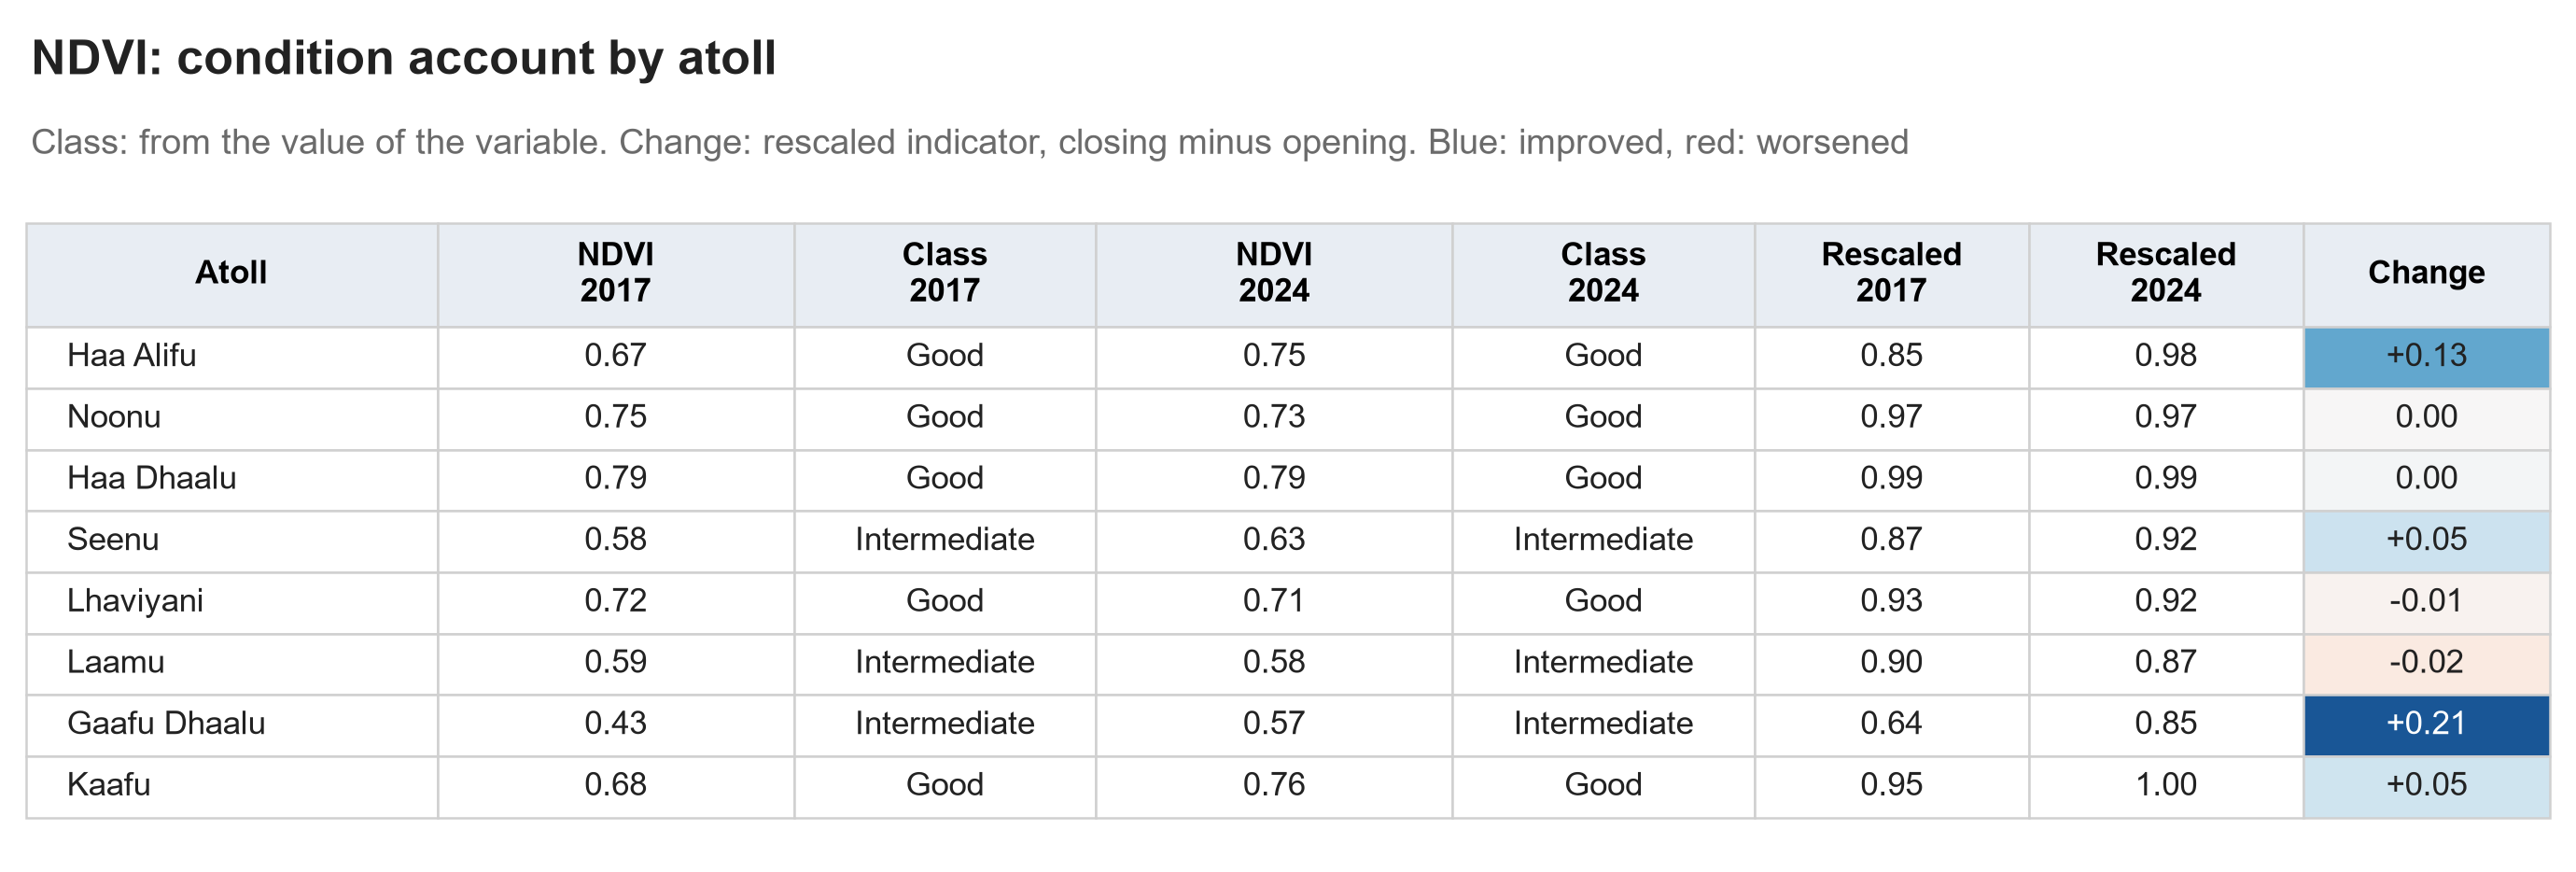 NDVI: condition account by atoll
Class: from the value of the variable. Change: rescaled indicator, closing minus opening. Blue: improved, red: worsened
Atoll NDVI 2017 Class 2017 NDVI 2024 Class 2024 Rescaled 2017 Rescaled 2024 Change
Haa Alifu 0.67 Good 0.75 Good 0.85 0.98 +0.13
Noonu 0.75 Good 0.73 Good 0.97 0.97 0.00
Haa Dhaalu 0.79 Good 0.79 Good 0.99 0.99 0.00
Seenu 0.58 Intermediate 0.63 Intermediate 0.87 0.92 +0.05
Lhaviyani 0.72 Good 0.71 Good 0.93 0.92 -0.01
Laamu 0.59 Intermediate 0.58 Intermediate 0.90 0.87 -0.02
Gaafu Dhaalu 0.43 Intermediate 0.57 Intermediate 0.64 0.85 +0.21
Kaafu 0.68 Good 0.76 Good 0.95 1.00 +0.05